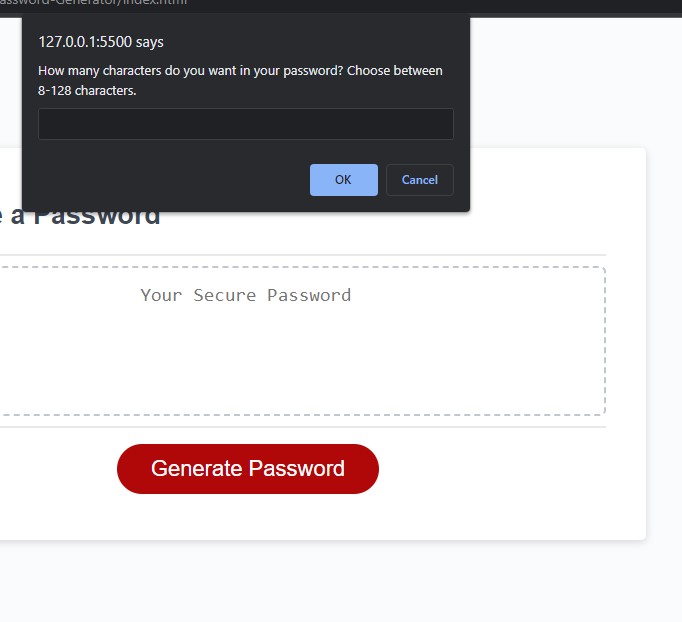 assword-Generator/index.html
127.0.0.1:5500 says
How many characters do you want in your password? Choose between
8-128 characters.
OK Cancel
e a Password
Your Secure Password
Generate Password